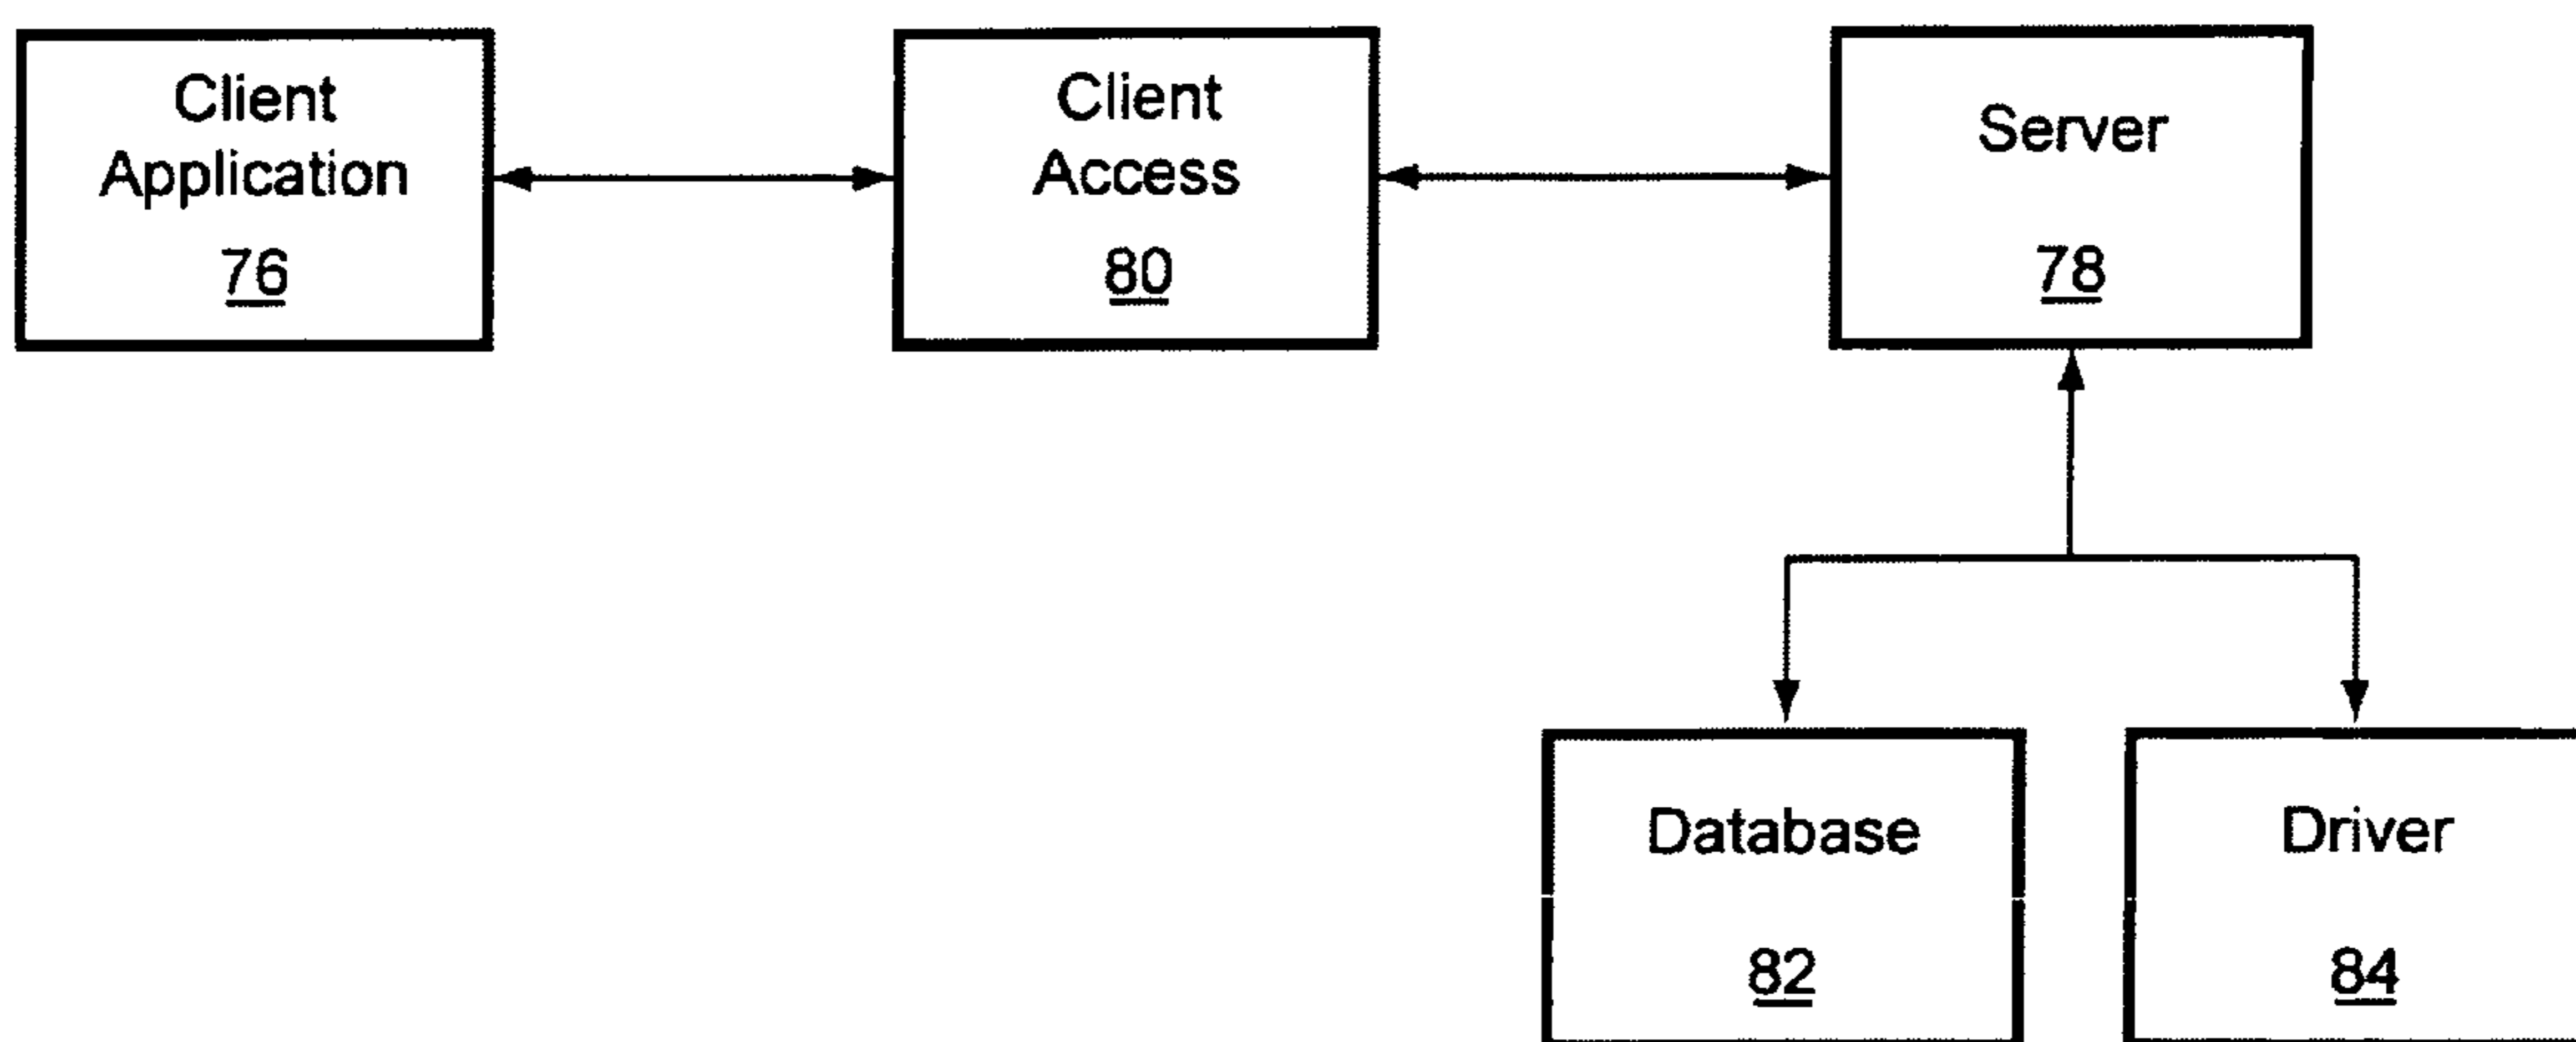 Client
Application
76
Client
Access
80
Server
78
Database
82
Driver
84